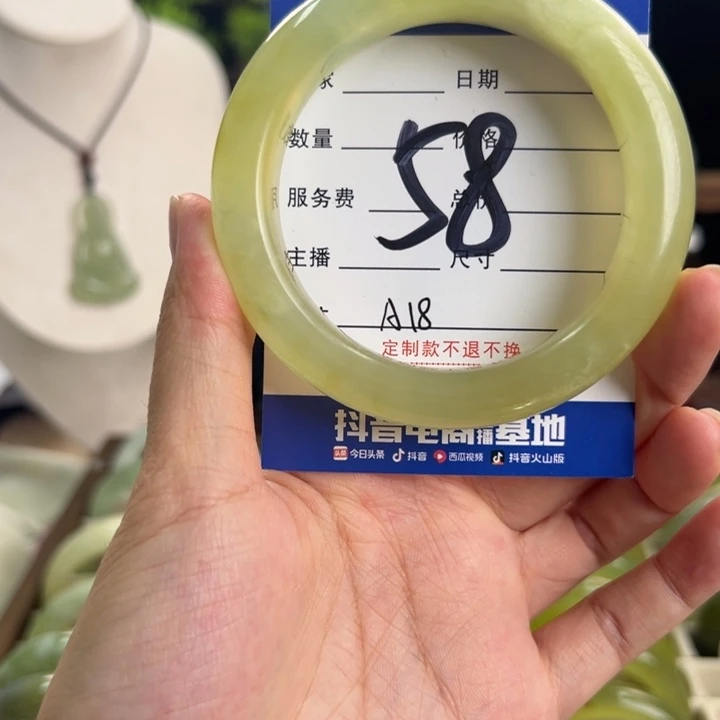 家 日期
数量 价格
服务费 总价
主播 尺寸
58
A18
定制款不退不换
抖音电商直播基地
头条 今日头条 抖音 西瓜视频 抖音火山版